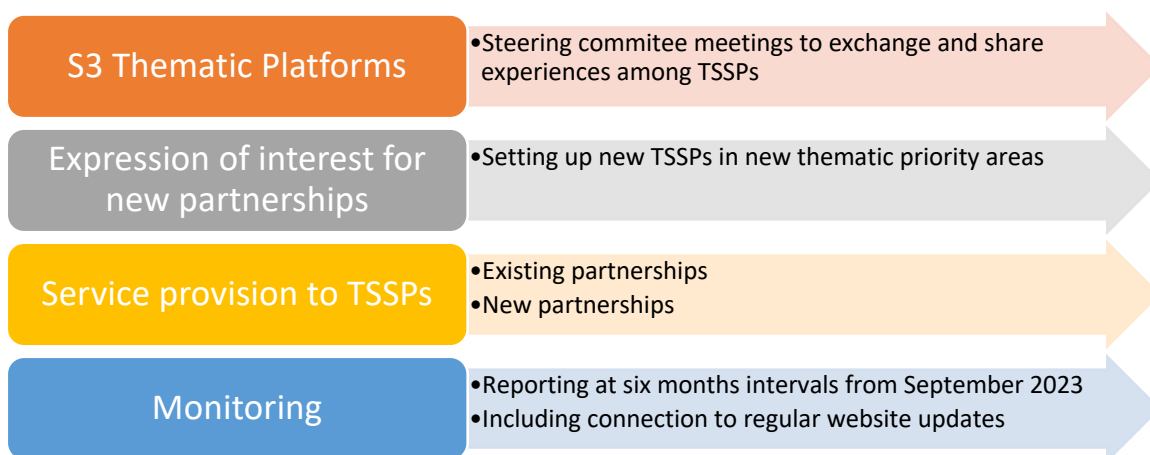 S3 Thematic Platforms
•Steering commitee meetings to exchange and share
experiences among TSSPs
Expression of interest for
new partnerships
•Setting up new TSSPs in new thematic priority areas
Service provision to TSSPs
•Existing partnerships
•New partnerships
Monitoring
•Reporting at six months intervals from September 2023
•Including connection to regular website updates